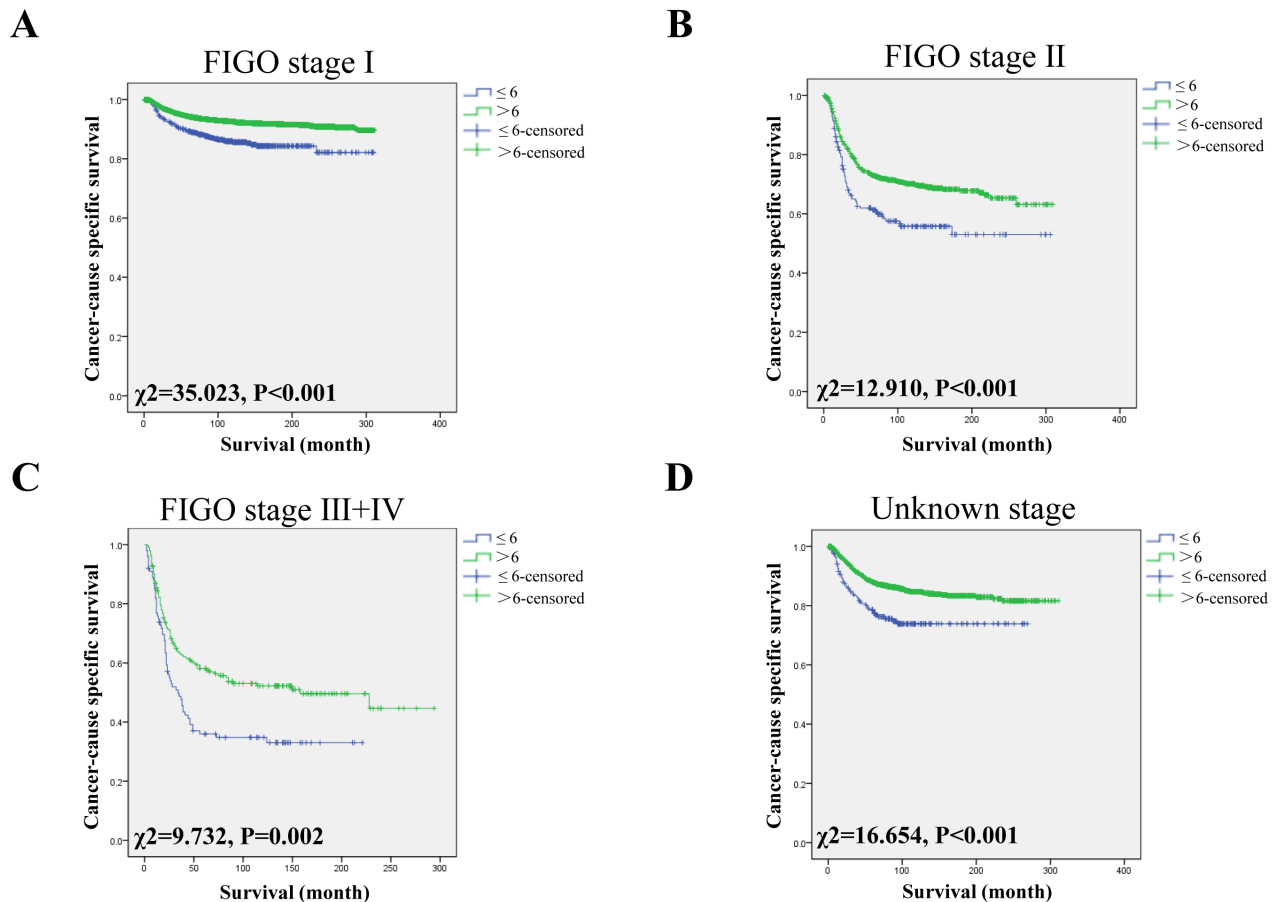 A
FIGO stage I
Cancer-cause specific survival
1.0
0.8
0.6
0.4
0.2
0.0
χ2=35.023, P<0.001
0 100 200 300 400
Survival (month)
≤ 6
>6
≤ 6-censored
>6-censored
B
FIGO stage II
Cancer-cause specific survival
1.0
0.8
0.6
0.4
0.2
0.0
χ2=12.910, P<0.001
0 100 200 300 400
Survival (month)
≤ 6
>6
≤ 6-censored
>6-censored
C
FIGO stage III+IV
Cancer-cause specific survival
1.0
0.8
0.6
0.4
0.2
0.0
χ2=9.732, P=0.002
0 50 100 150 200 250 300
Survival (month)
≤ 6
>6
≤ 6-censored
>6-censored
D
Unknown stage
Cancer-cause specific survival
1.0
0.8
0.6
0.4
0.2
0.0
χ2=16.654, P<0.001
0 100 200 300 400
Survival (month)
≤ 6
>6
≤ 6-censored
>6-censored